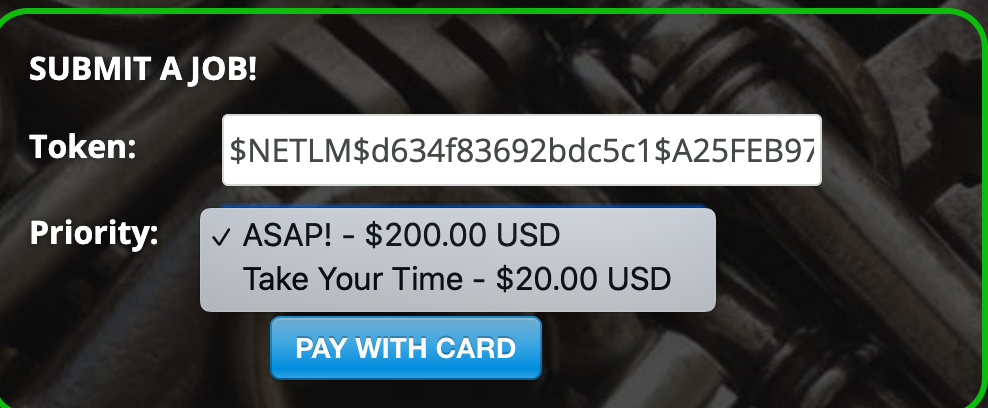 SUBMIT A JOB!
Token:
$NETLM$d634f83692bdc5c1$A25FEB97
Priority:
✓ ASAP! - $200.00 USD
Take Your Time - $20.00 USD
PAY WITH CARD